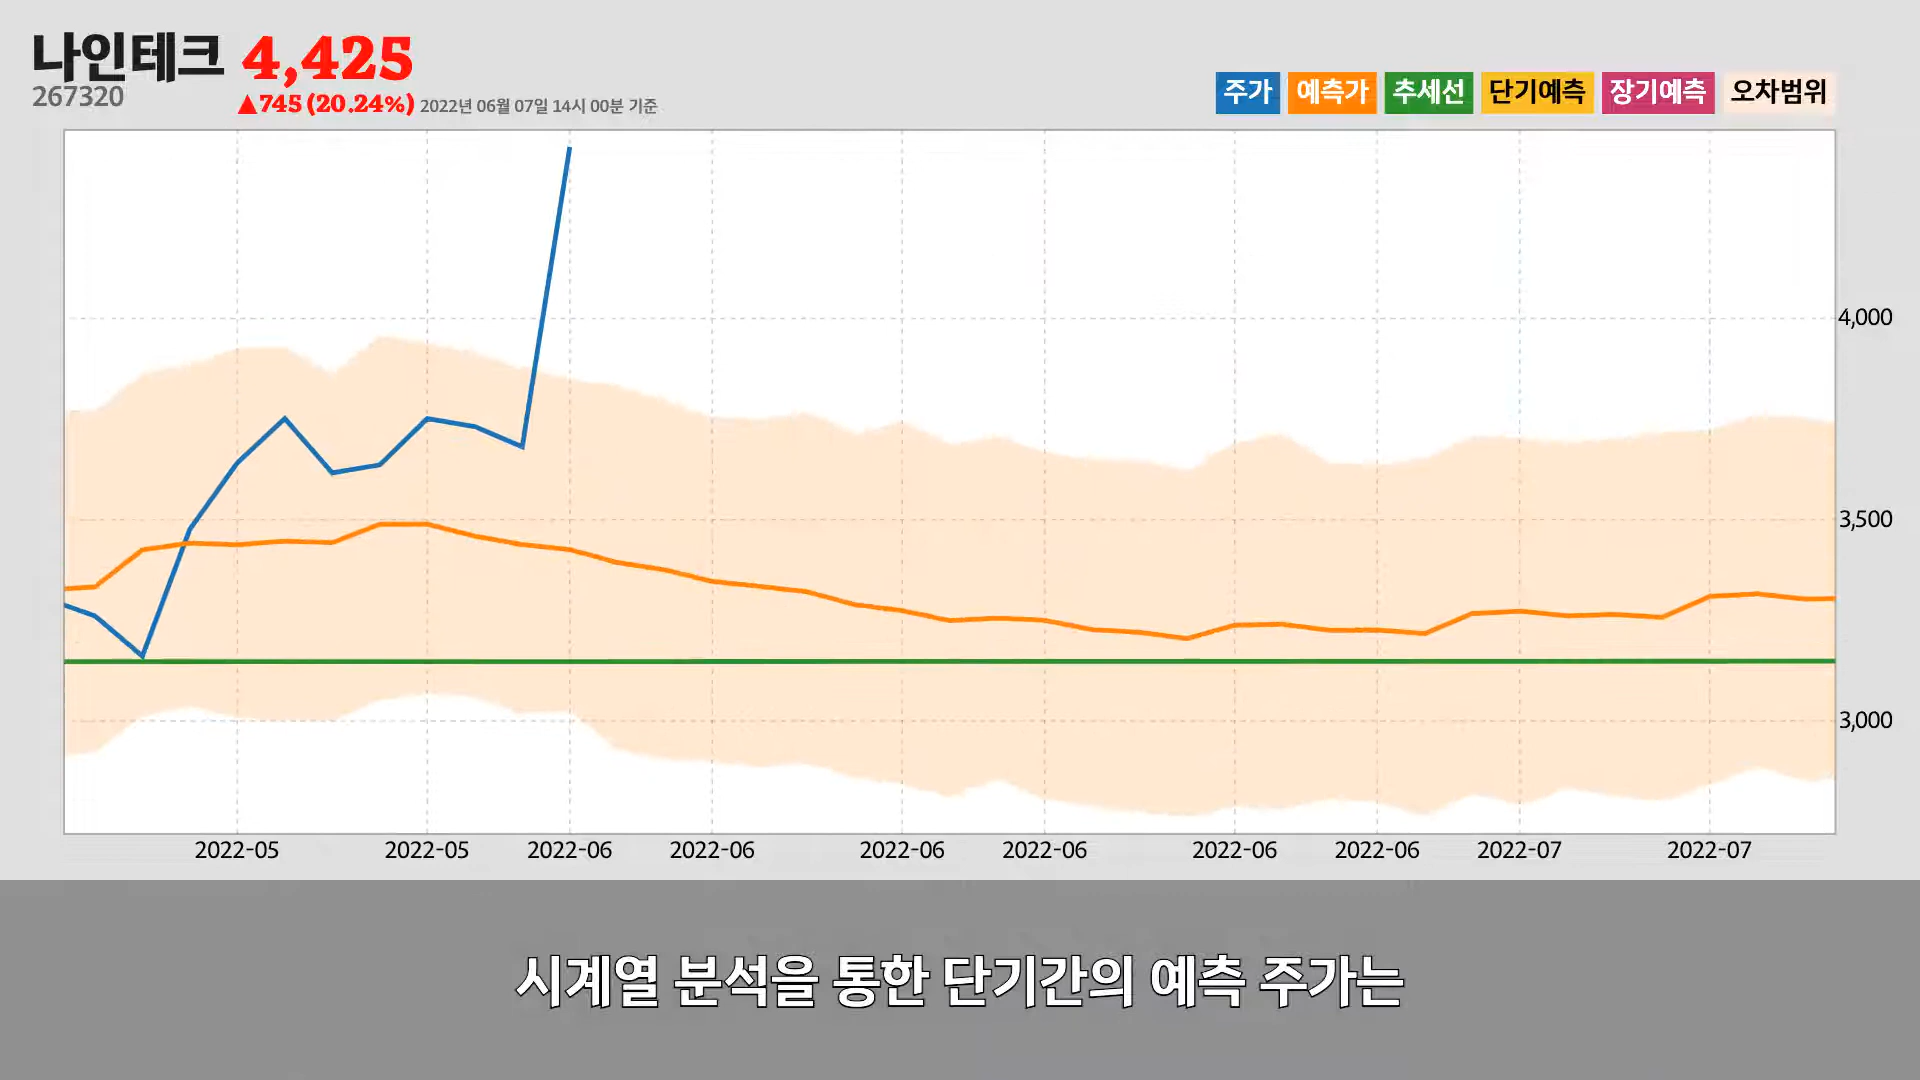 나인테크 4,425
267320
▲745 (20.24%) 2022년 06월 07일 14시 00분 기준
주가 예측가 추세선 단기예측 장기예측 오차범위
4,000
3,500
3,000
2022-05 2022-05 2022-06 2022-06 2022-06 2022-06 2022-06 2022-06 2022-07 2022-07
시계열 분석을 통한 단기간의 예측 주가는